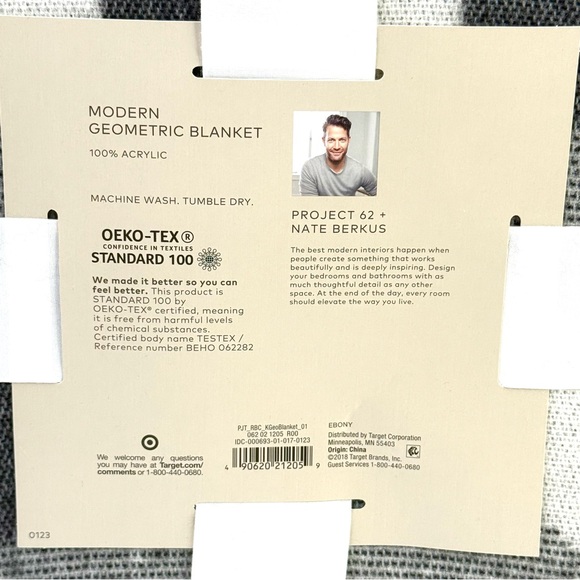 MODERN
GEOMETRIC BLANKET
100% ACRYLIC
MACHINE WASH. TUMBLE DRY.
OEKO-TEX®
CONFIDENCE IN TEXTILES
STANDARD 100
We made it better so you can
feel better. This product is
STANDARD 100 by
OEKO-TEX® certified, meaning
it is free from harmful levels
of chemical substances.
Certified body name TESTEX /
Reference number BEHO 062282
PROJECT 62 +
NATE BERKUS
The best modern interiors happen when
people create something that works
beautifully and is deeply inspiring. Design
your bedrooms and bathrooms with as
much thoughtful detail as any other
space. At the end of the day, every room
should elevate the way you live.
We welcome any questions
you may have at Target.com/
comments or 1-800-440-0680.
PJT_RBC_KGeoBlanket_01
062 02 1205 R00
IDC-000693-01-017-0123
4 90620 21205 9
EBONY
Distributed by Target Corporation
Minneapolis, MN 55403
Origin: China
©2018 Target Brands, Inc.
Guest Services 1-800-440-0680
0123